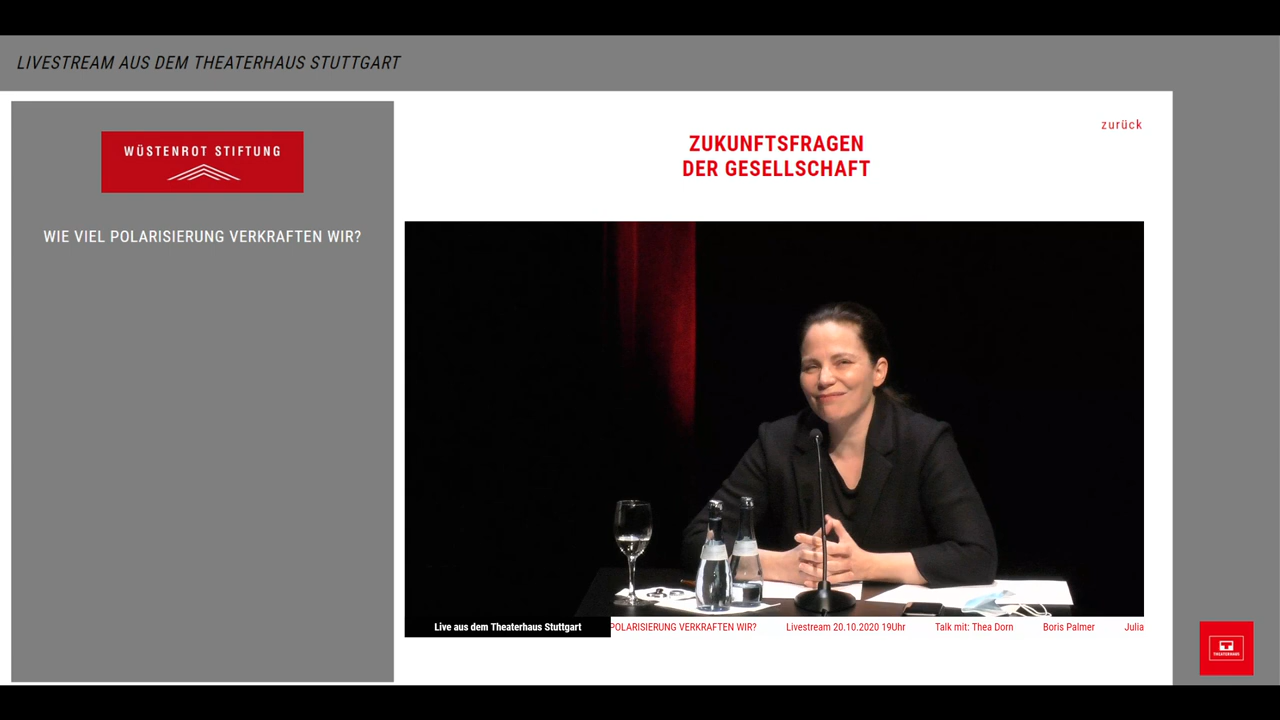 LIVESTREAM AUS DEM THEATERHAUS STUTTGART
WÜSTENROT STIFTUNG
WIE VIEL POLARISIERUNG VERKRAFTEN WIR?
zurück
ZUKUNFTSFRAGEN
DER GESELLSCHAFT
Live aus dem Theaterhaus Stuttgart POLARISIERUNG VERKRAFTEN WIR? Livestream 20.10.2020 19Uhr Talk mit: Thea Dorn Boris Palmer Julia
THEATERHAUS